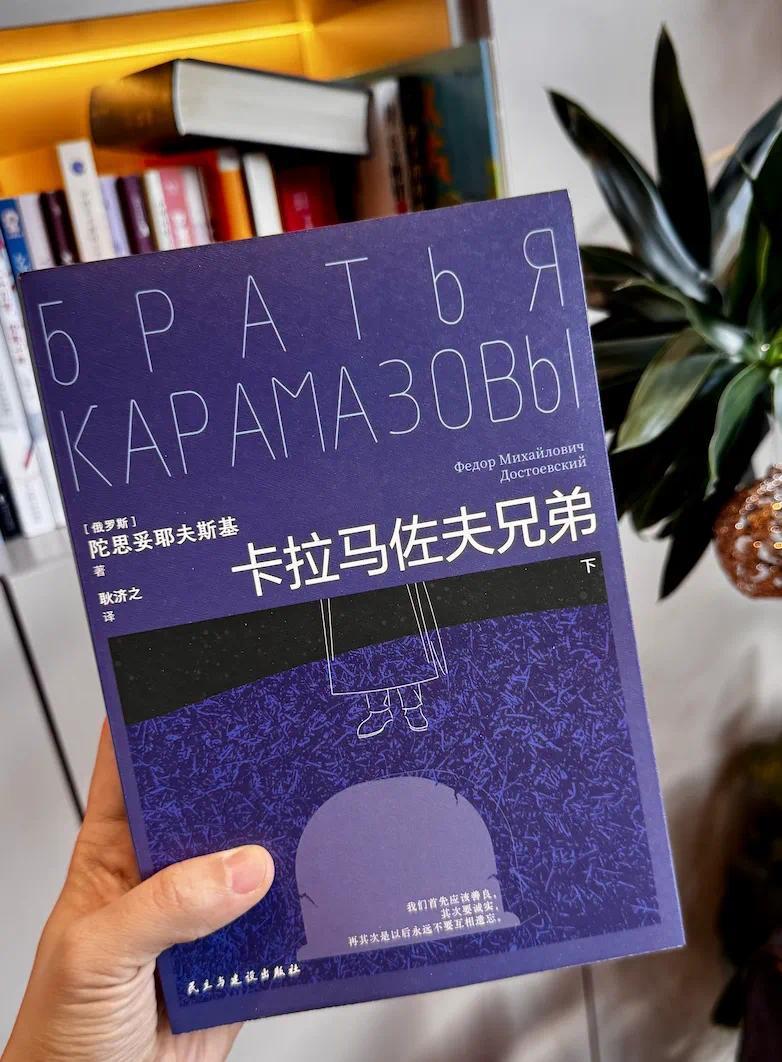 БРАТЬЯ
КАРАМАЗОВЫ
Федор Михайлович
Достоевский
[俄罗斯]
陀思妥耶夫斯基
著
卡拉马佐夫兄弟
下
耿济之
译
我们首先应该善良,
其次要诚实,
再其次是以后永远不要互相遗忘。
民主与建设出版社